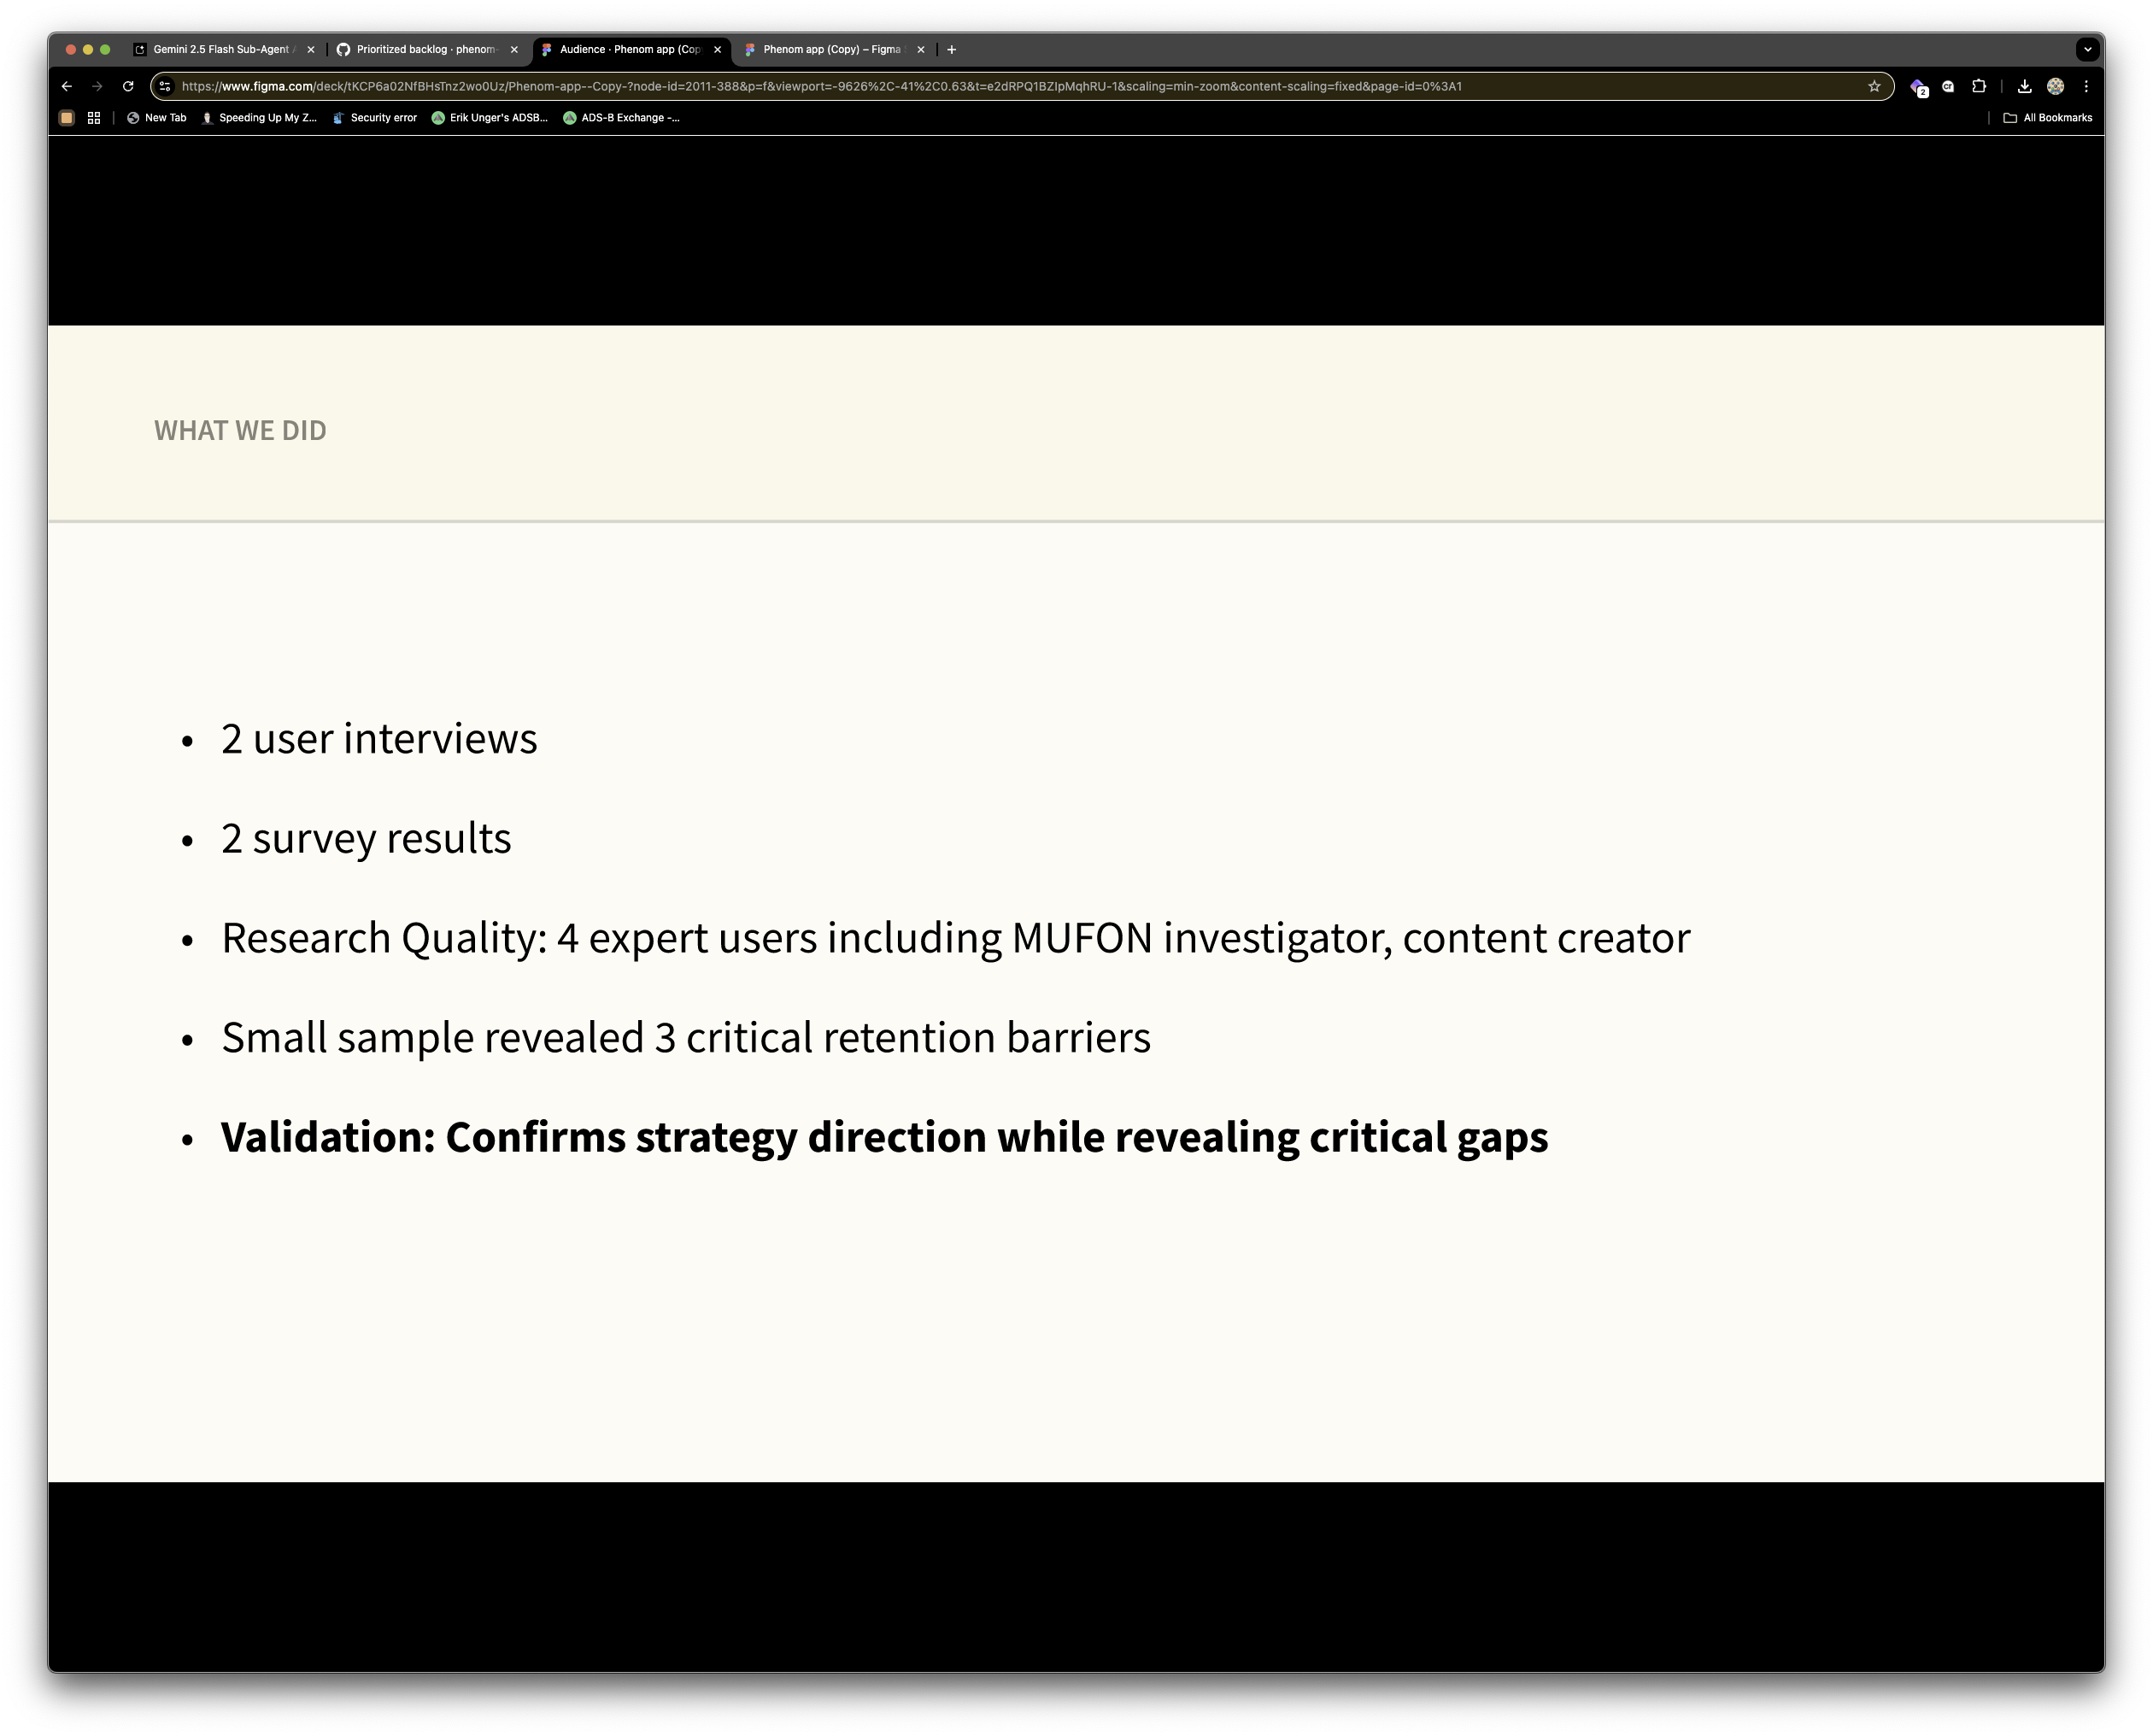 Gemini 2.5 Flash Sub-Agent
Prioritized backlog · phenom-
Audience · Phenom app (Cop
Phenom app (Copy) – Figma
https://www.figma.com/deck/tKCP6a02NfBHsTnz2wo0Uz/Phenom-app--Copy-?node-id=2011-388&p=f&viewport=-9626%2C-41%2C0.63&t=e2dRPQ1BZIpMqhRU-1&scaling=min-zoom&content-scaling=fixed&page-id=0%3A1
2
New Tab
Speeding Up My Z...
Security error
Erik Unger's ADSB...
ADS-B Exchange -...
All Bookmarks
WHAT WE DID
• 2 user interviews
• 2 survey results
• Research Quality: 4 expert users including MUFON investigator, content creator
• Small sample revealed 3 critical retention barriers
• Validation: Confirms strategy direction while revealing critical gaps